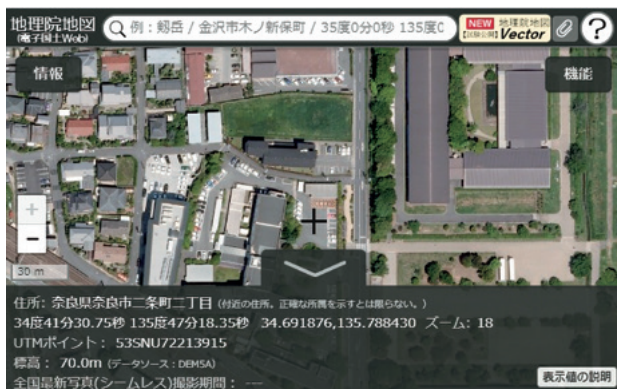 地理院地図
(電子国土Web)
例：剱岳 / 金沢市木ノ新保町 / 35度0分0秒 135度0
NEW 地理院地図
【試験公開】Vector
?
情報
機能
+
-
30 m
住所: 奈良県奈良市二条町二丁目 (付近の住所。正確な所属を示すとは限らない。)
34度41分30.75秒 135度47分18.35秒 34.691876,135.788430 ズーム: 18
UTMポイント： 53SNU72213915
標高： 70.0m (データソース：DEM5A)
全国最新写真(シームレス)撮影期間： ---
表示値の説明